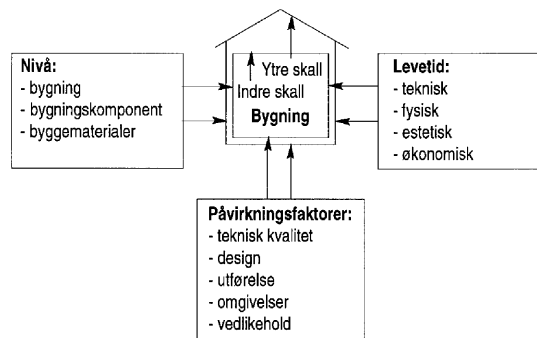 Nivå:
- bygning
- bygningskomponent
- byggematerialer
Ytre skall
Indre skall
Bygning
Levetid:
- teknisk
- fysisk
- estetisk
- økonomisk
Påvirkningsfaktorer:
- teknisk kvalitet
- design
- utførelse
- omgivelser
- vedlikehold